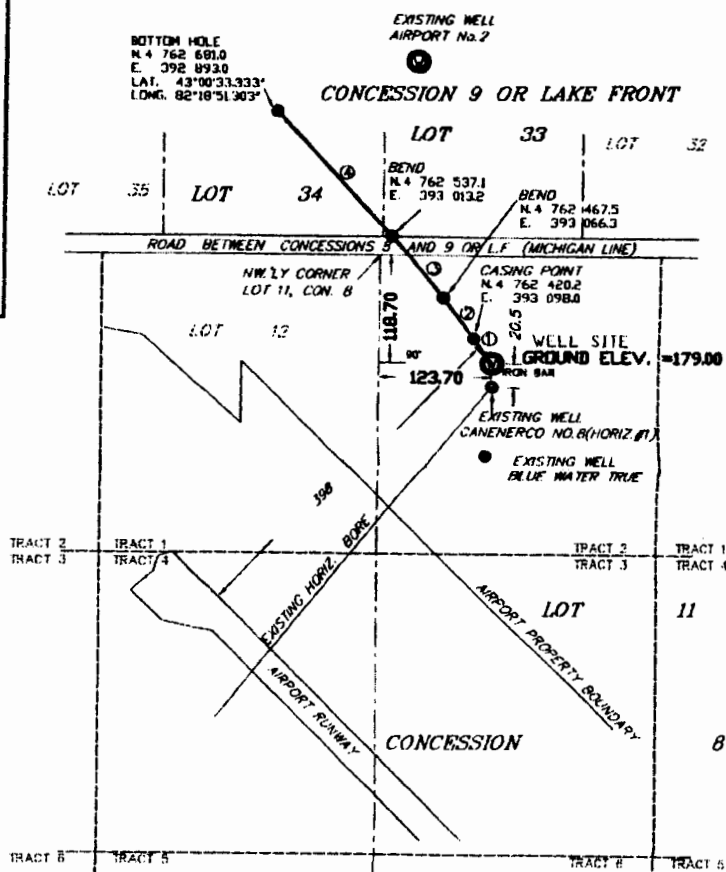 EXISTING WELL
AIRPORT No.2
BOTTOM HOLE
N. 4 762 681.0
E. 392 893.0
LAT. 43°00'33.333"
LONG. 82°18'51.303"
CONCESSION 9 OR LAKE FRONT
LOT 33
LOT 32
LOT 35
LOT 34
BEND
N. 4 762 537.1
E. 393 013.2
BEND
N. 4 762 467.5
E. 393 066.3
ROAD BETWEEN CONCESSIONS AND 9 OR L.F. (MICHIGAN LINE)
NW'LY CORNER
LOT 11, CON. 8
CASING POINT
N. 4 762 420.2
E. 393 098.0
4
3
2
1
LOT 12
118.70
20.5
WELL SITE
GROUND ELEV. =179.00
IRON BAR
90°
123.70
EXISTING WELL
CANENERCO NO.8(HORIZ.#1)
EXISTING WELL
BLUE WATER TRUE
398
EXISTING HORIZ. BORE
TRACT 2 TRACT 1
TRACT 3 TRACT 4
TRACT 2 TRACT 1
TRACT 3 TRACT 4
LOT 11
AIRPORT PROPERTY BOUNDARY
AIRPORT RUNWAY
CONCESSION 8
TRACT 6 TRACT 5
TRACT 6 TRACT 5